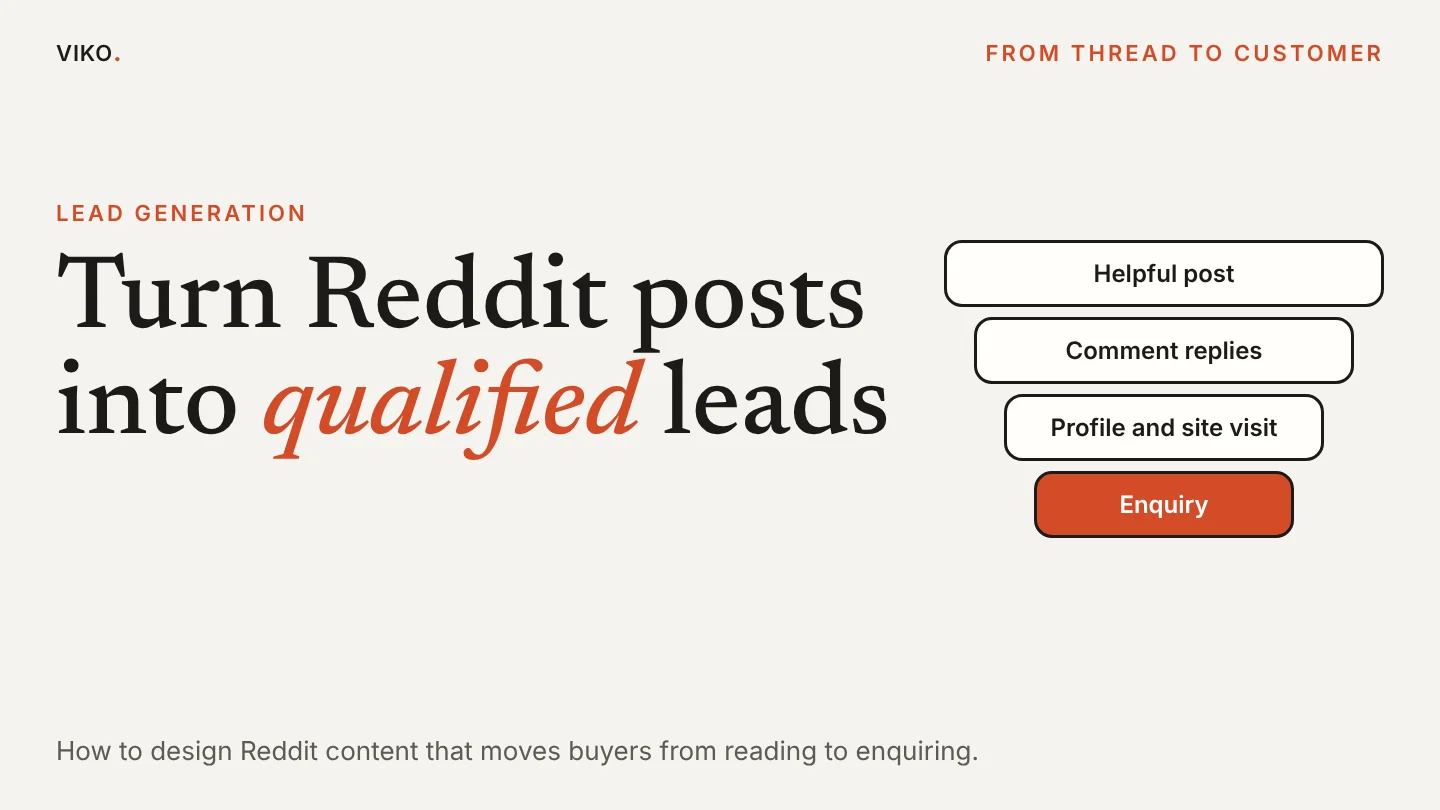 VIKO.
FROM THREAD TO CUSTOMER
LEAD GENERATION
Turn Reddit posts
into qualified leads
Helpful post
Comment replies
Profile and site visit
Enquiry
How to design Reddit content that moves buyers from reading to enquiring.